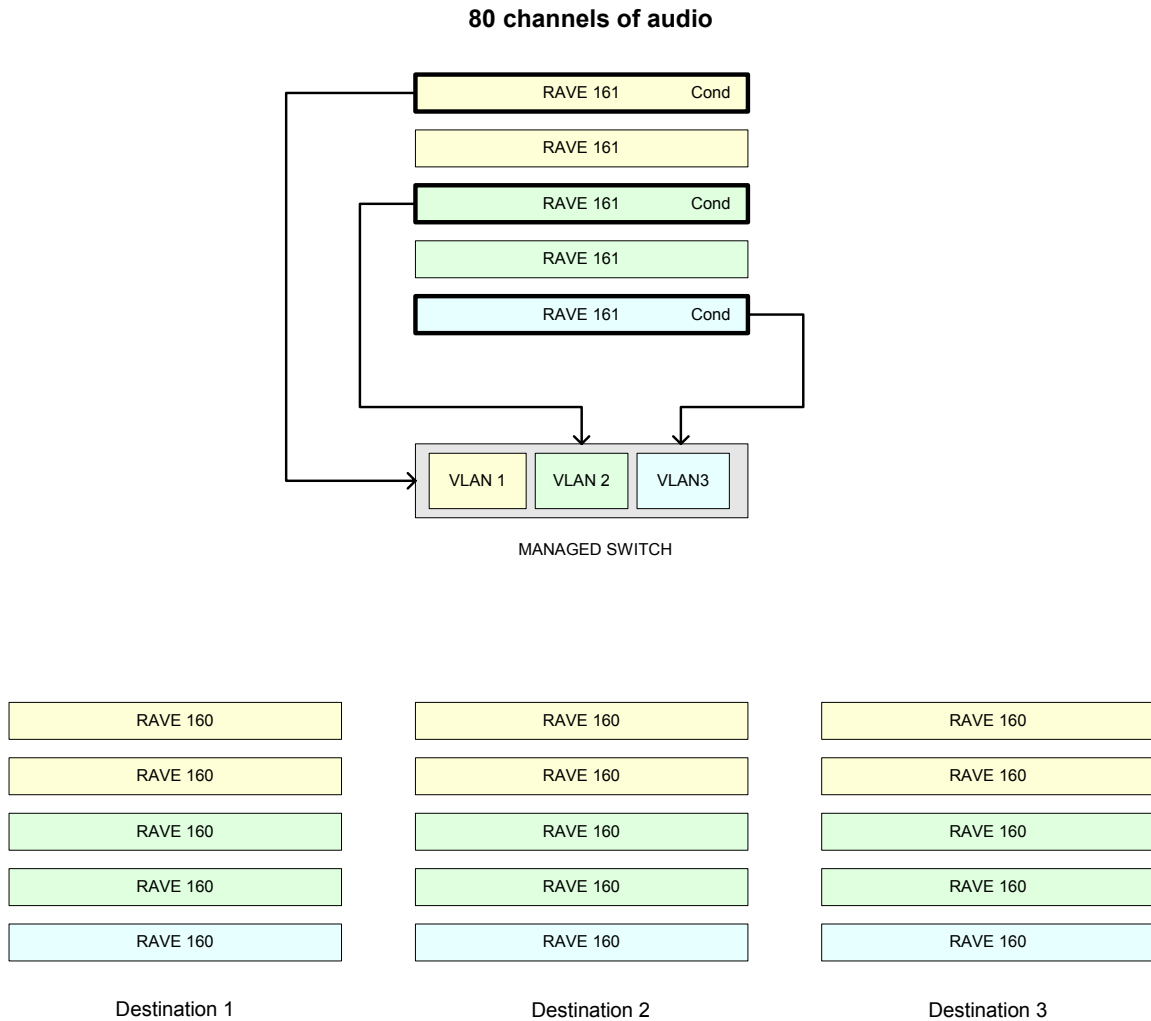 80 channels of audio
RAVE 161 Cond
RAVE 161
RAVE 161 Cond
RAVE 161
RAVE 161 Cond
VLAN 1 VLAN 2 VLAN3
MANAGED SWITCH
RAVE 160 RAVE 160 RAVE 160
RAVE 160 RAVE 160 RAVE 160
RAVE 160 RAVE 160 RAVE 160
RAVE 160 RAVE 160 RAVE 160
RAVE 160 RAVE 160 RAVE 160
Destination 1 Destination 2 Destination 3